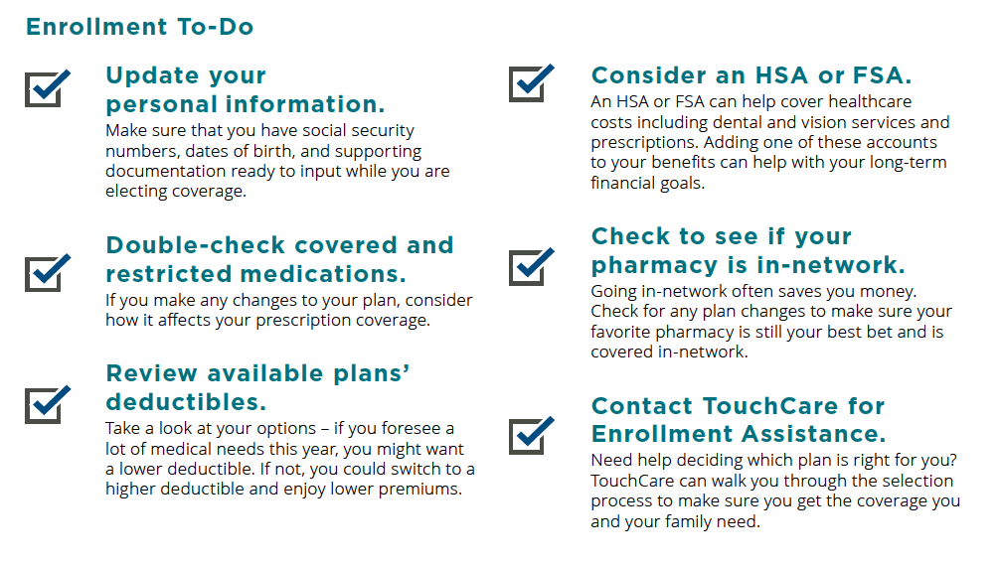 Enrollment To-Do
Update your
personal information.
Make sure that you have social security
numbers, dates of birth, and supporting
documentation ready to input while you are
electing coverage.
Double-check covered and
restricted medications.
If you make any changes to your plan, consider
how it affects your prescription coverage.
Review available plans’
deductibles.
Take a look at your options – if you foresee a
lot of medical needs this year, you might want
a lower deductible. If not, you could switch to a
higher deductible and enjoy lower premiums.
Consider an HSA or FSA.
An HSA or FSA can help cover healthcare
costs including dental and vision services and
prescriptions. Adding one of these accounts
to your benefits can help with your long-term
financial goals.
Check to see if your
pharmacy is in-network.
Going in-network often saves you money.
Check for any plan changes to make sure your
favorite pharmacy is still your best bet and is
covered in-network.
Contact TouchCare for
Enrollment Assistance.
Need help deciding which plan is right for you?
TouchCare can walk you through the selection
process to make sure you get the coverage you
and your family need.